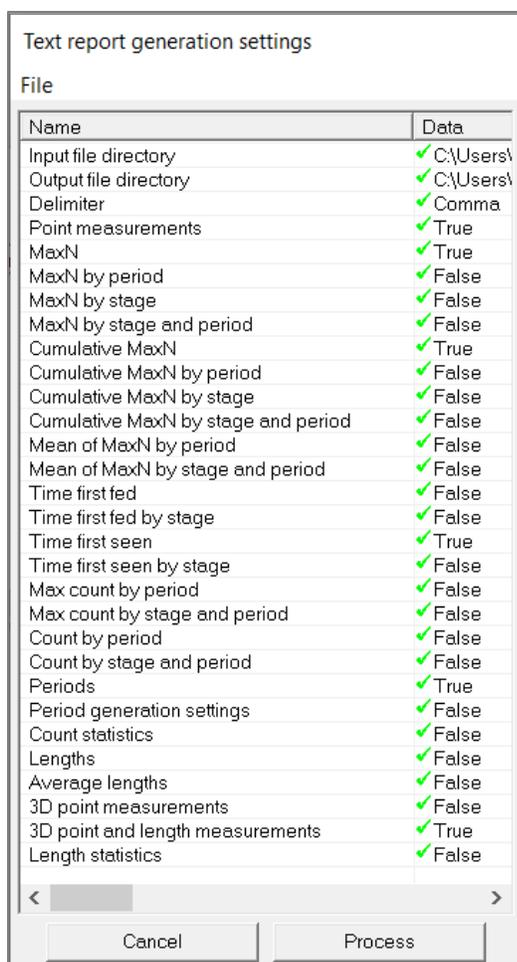 Text report generation settings
File
Name Data
Input file directory C:\Users\
Output file directory C:\Users\
Delimiter Comma
Point measurements True
MaxN True
MaxN by period False
MaxN by stage False
MaxN by stage and period False
Cumulative MaxN True
Cumulative MaxN by period False
Cumulative MaxN by stage False
Cumulative MaxN by stage and period False
Mean of MaxN by period False
Mean of MaxN by stage and period False
Time first fed False
Time first fed by stage False
Time first seen True
Time first seen by stage False
Max count by period False
Max count by stage and period False
Count by period False
Count by stage and period False
Periods True
Period generation settings False
Count statistics False
Lengths False
Average lengths False
3D point measurements False
3D point and length measurements True
Length statistics False
Cancel Process